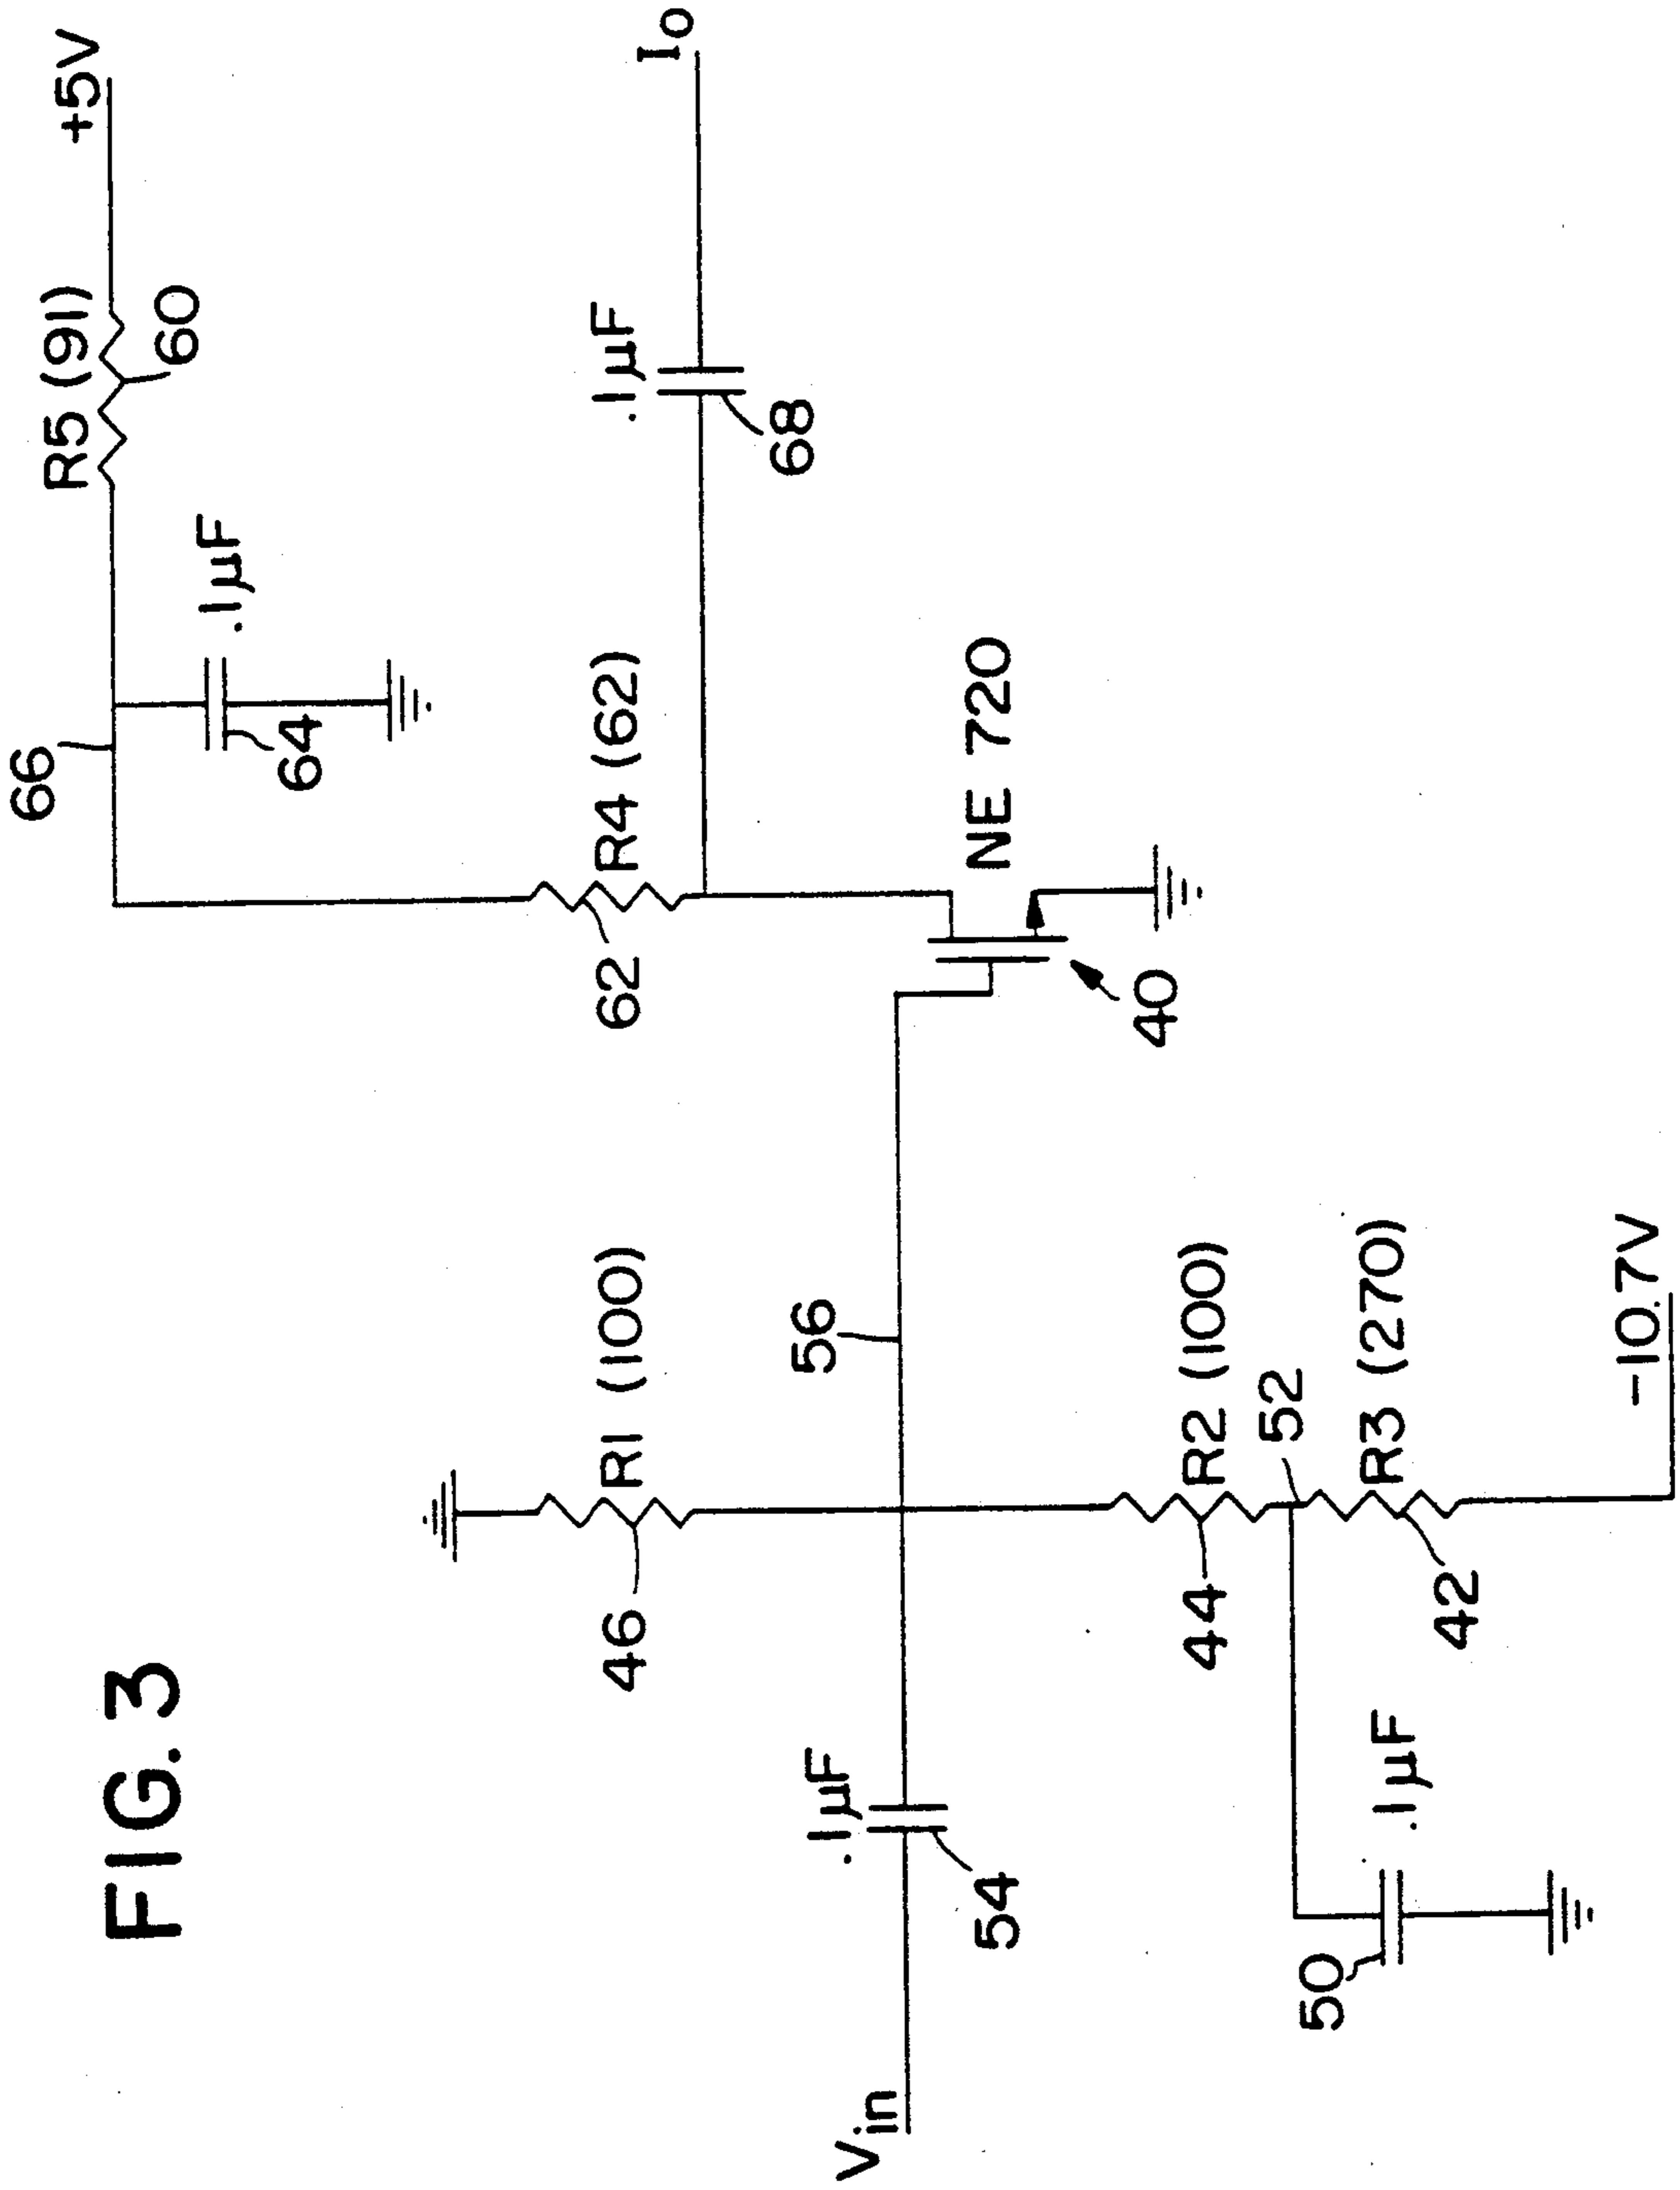 FIG. 3
+5V
R5 (91)
60
66
.1µF
64
62
R4 (62)
.1µF
68
Io
46
R1 (100)
56
NE 720
40
Vin
.1µF
54
44
R2 (100)
52
42
R3 (270)
50
.1µF
-10.7V